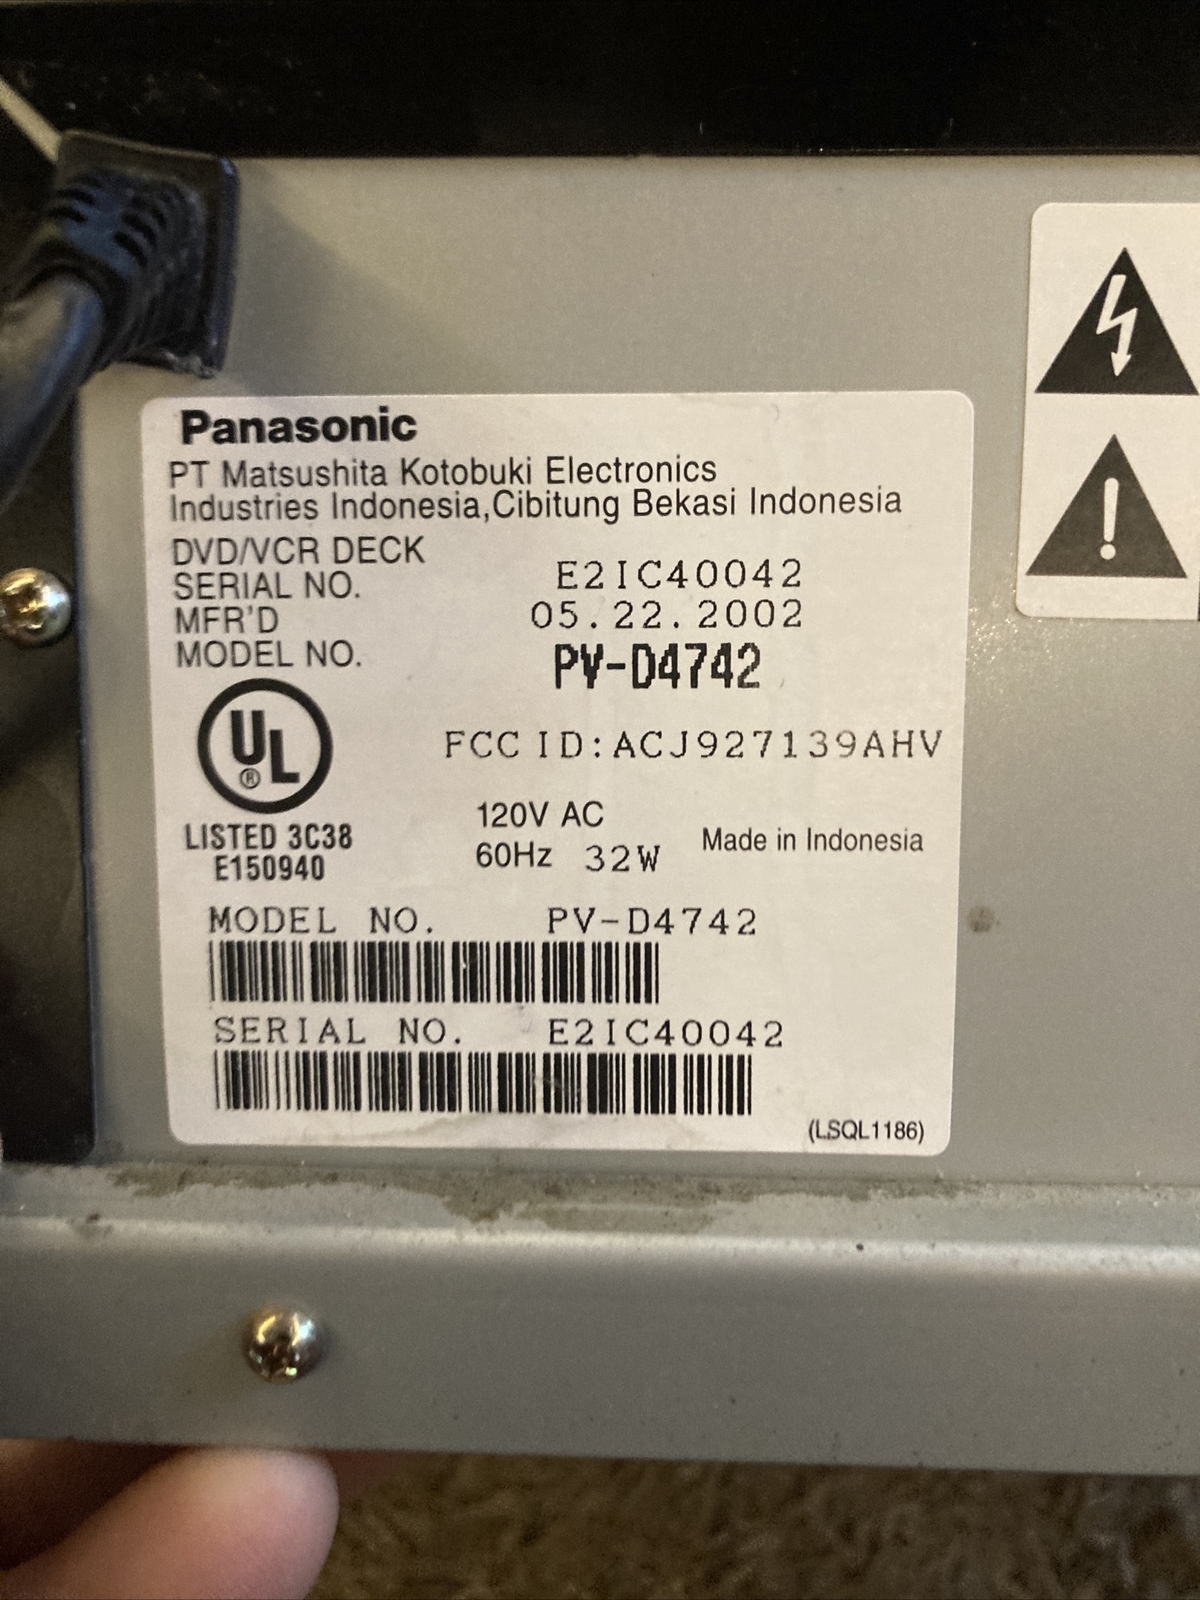 Panasonic
PT Matsushita Kotobuki Electronics
Industries Indonesia,Cibitung Bekasi Indonesia
DVD/VCR DECK
SERIAL NO. E2IC40042
MFR'D 05.22.2002
MODEL NO. PV-D4742
UL
®
FCC ID:ACJ927139AHV
LISTED 3C38
E150940
120V AC
60Hz 32W
Made in Indonesia
MODEL NO. PV-D4742
SERIAL NO. E2IC40042
(LSQL1186)